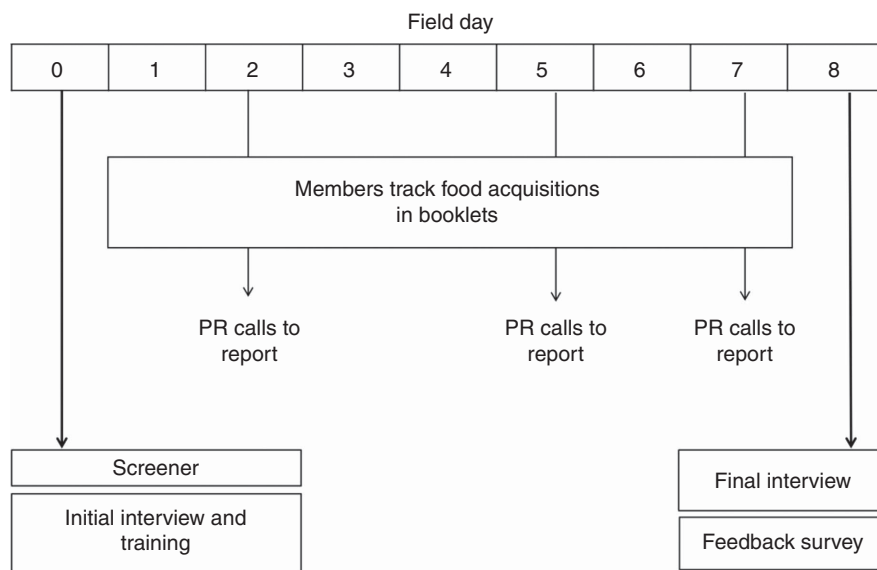 Field day
0 1 2 3 4 5 6 7 8
Members track food acquisitions
in booklets
PR calls to
report
PR calls to
report
PR calls to
report
Screener
Initial interview and
training
Final interview
Feedback survey